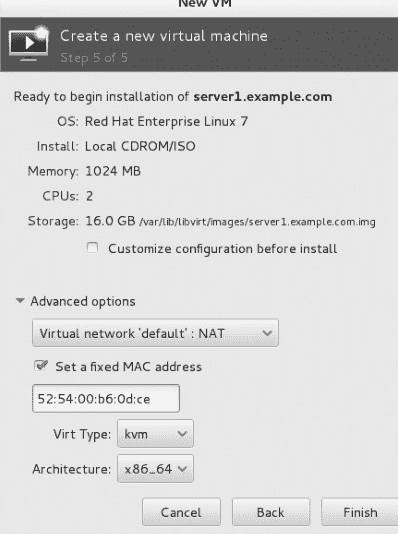 New VM
Create a new virtual machine
Step 5 of 5
Ready to begin installation of server1.example.com
OS: Red Hat Enterprise Linux 7
Install: Local CDROM/ISO
Memory: 1024 MB
CPUs: 2
Storage: 16.0 GB /var/lib/libvirt/images/server1.example.com.img
Customize configuration before install
Advanced options
Virtual network 'default' : NAT
Set a fixed MAC address
52:54:00:b6:0d:ce
Virt Type: kvm
Architecture: x86_64
Cancel Back Finish